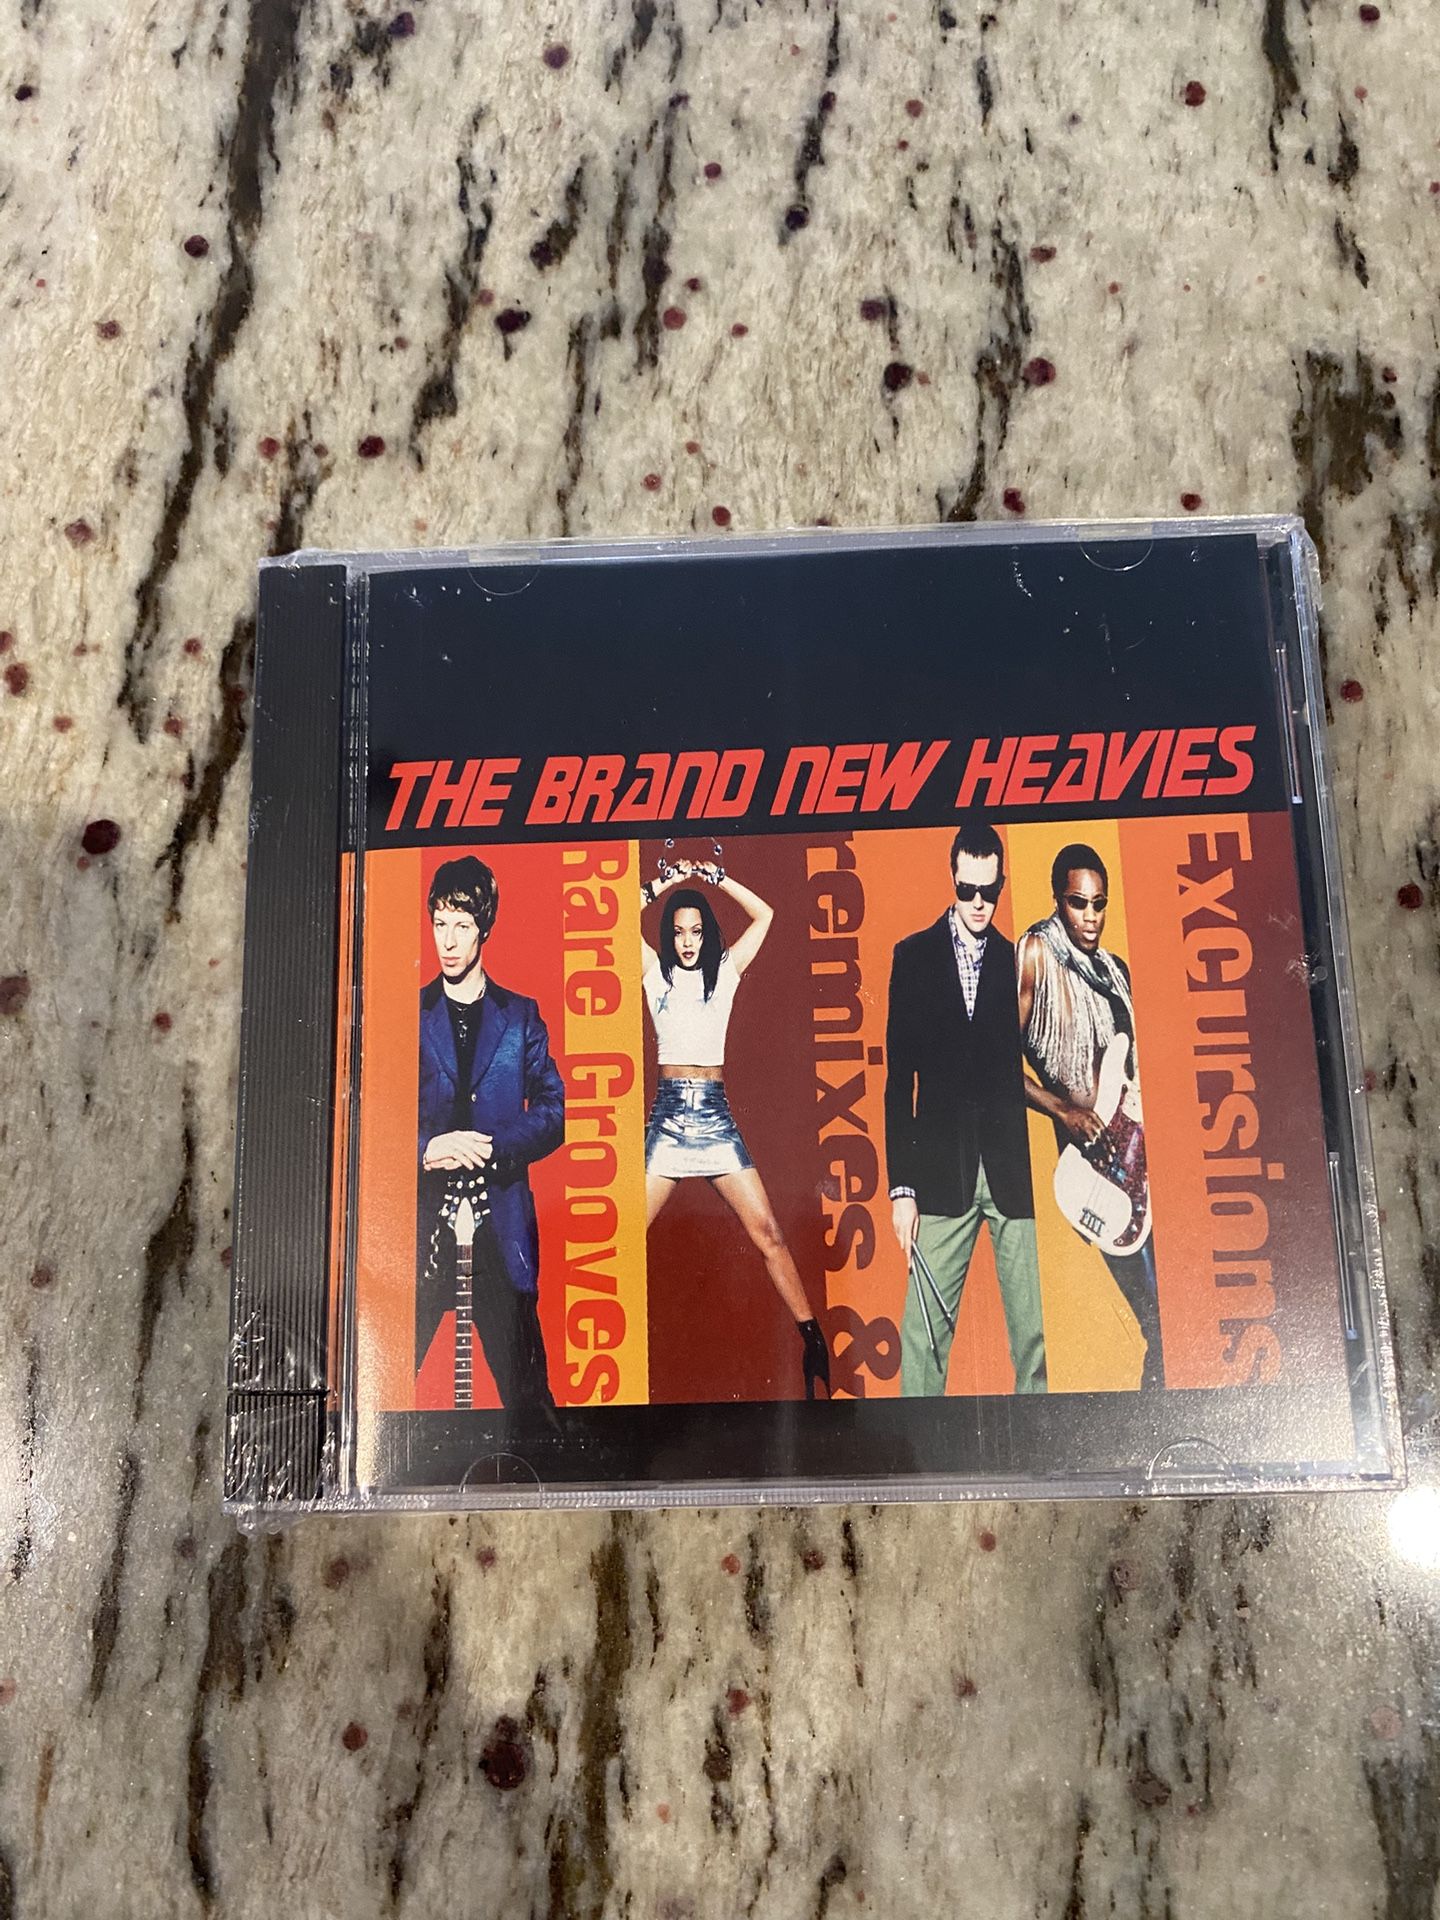 THE BRAND NEW HEAVIES
Rare Grooves
remixes &
Excursions